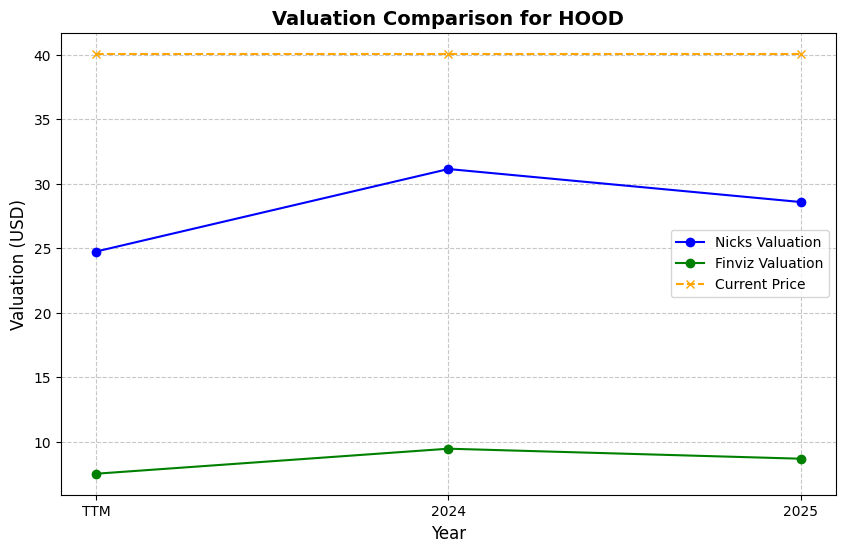 Valuation Comparison for HOOD
Valuation (USD)
40
35
30
25
20
15
10
Nicks Valuation
Finviz Valuation
Current Price
TTM
2024
2025
Year